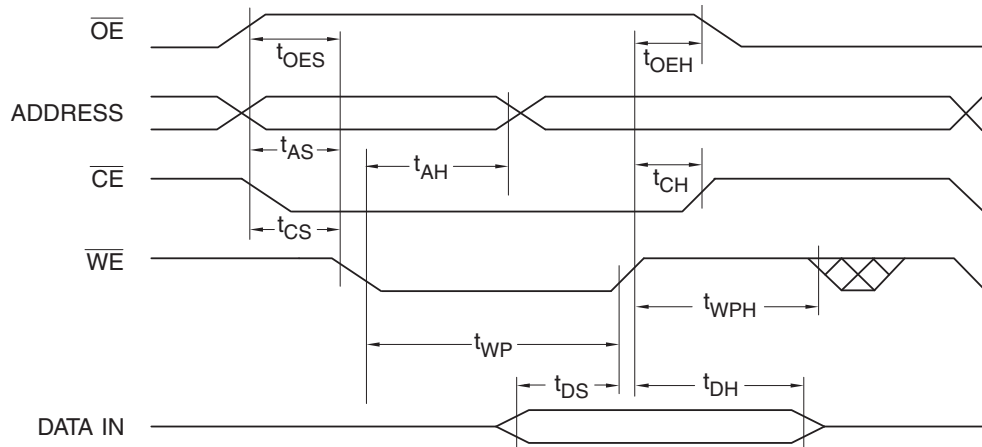 OE
tOES
tOEH
ADDRESS
tAS
tAH
CE
tCH
tCS
WE
tWPH
tWP
tDS
tDH
DATA IN